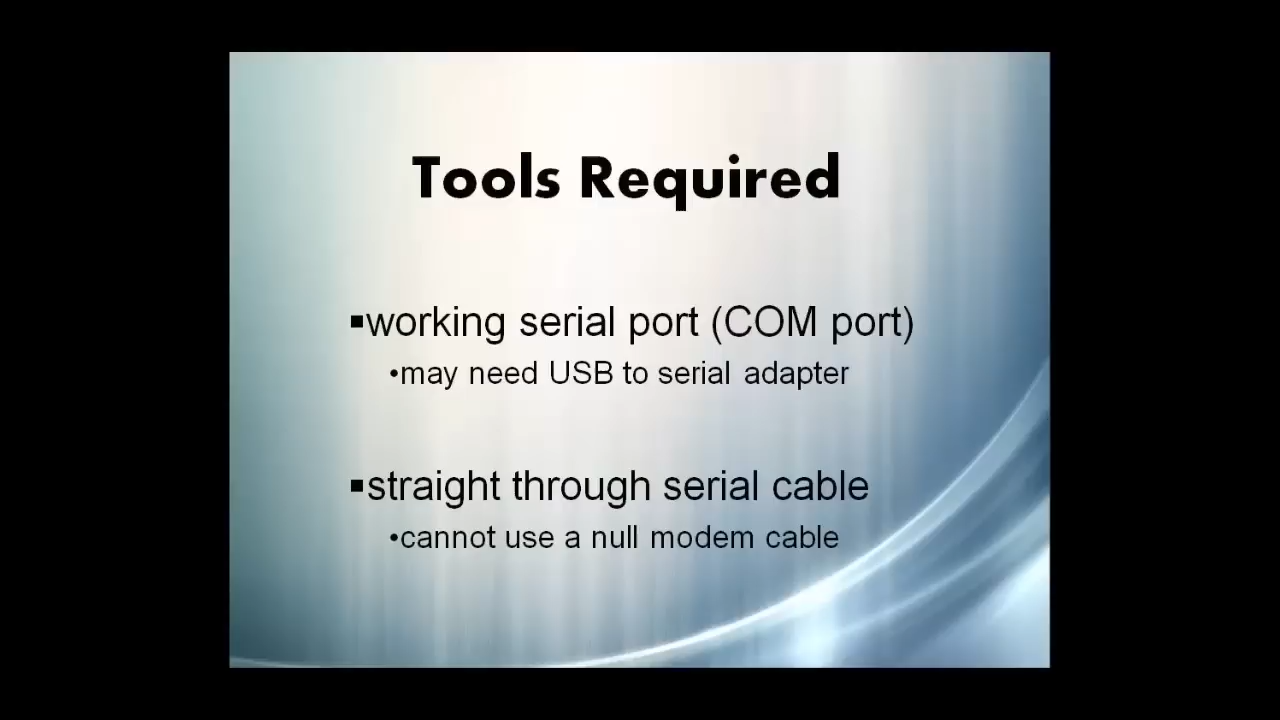 Tools Required
▪working serial port (COM port)
•may need USB to serial adapter
▪straight through serial cable
•cannot use a null modem cable